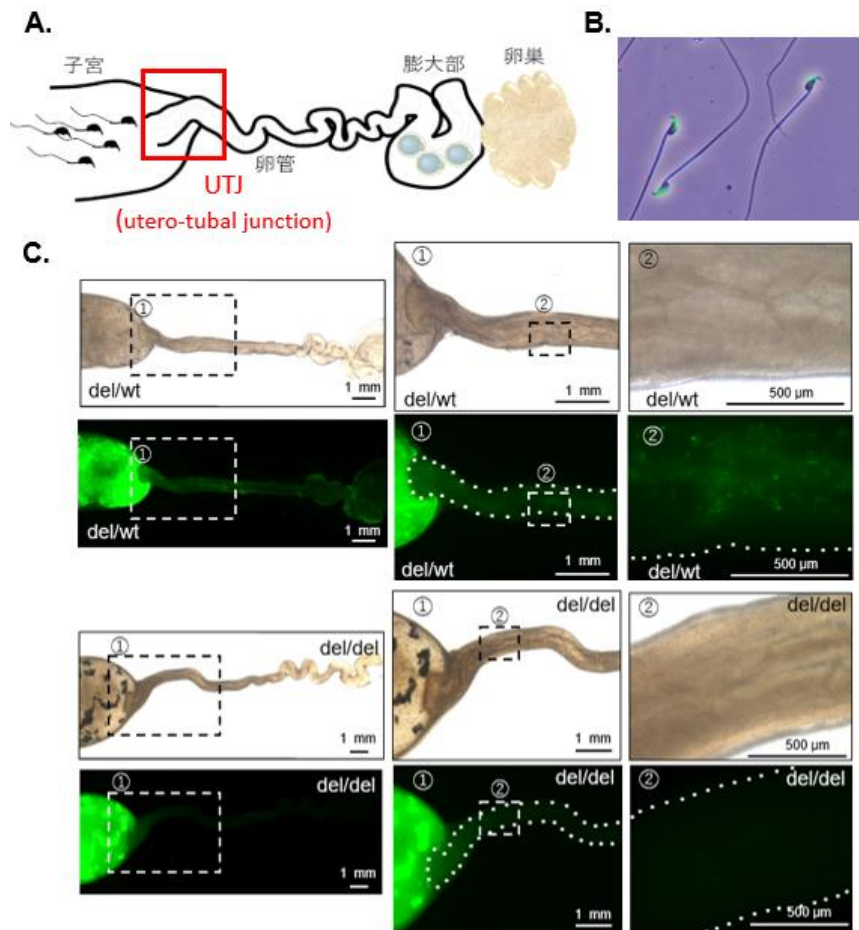 A.
子宮
膨大部
卵巣
卵管
UTJ
(utero-tubal junction)
B.
C.
①
del/wt
1 mm
①
②
del/wt
1 mm
②
del/wt
500 μm
①
del/wt
1 mm
①
②
del/wt
1 mm
②
del/wt
500 μm
①
del/del
1 mm
①
del/del
②
1 mm
②
del/del
500 μm
①
del/del
1 mm
①
del/del
②
1 mm
②
del/del
500 μm